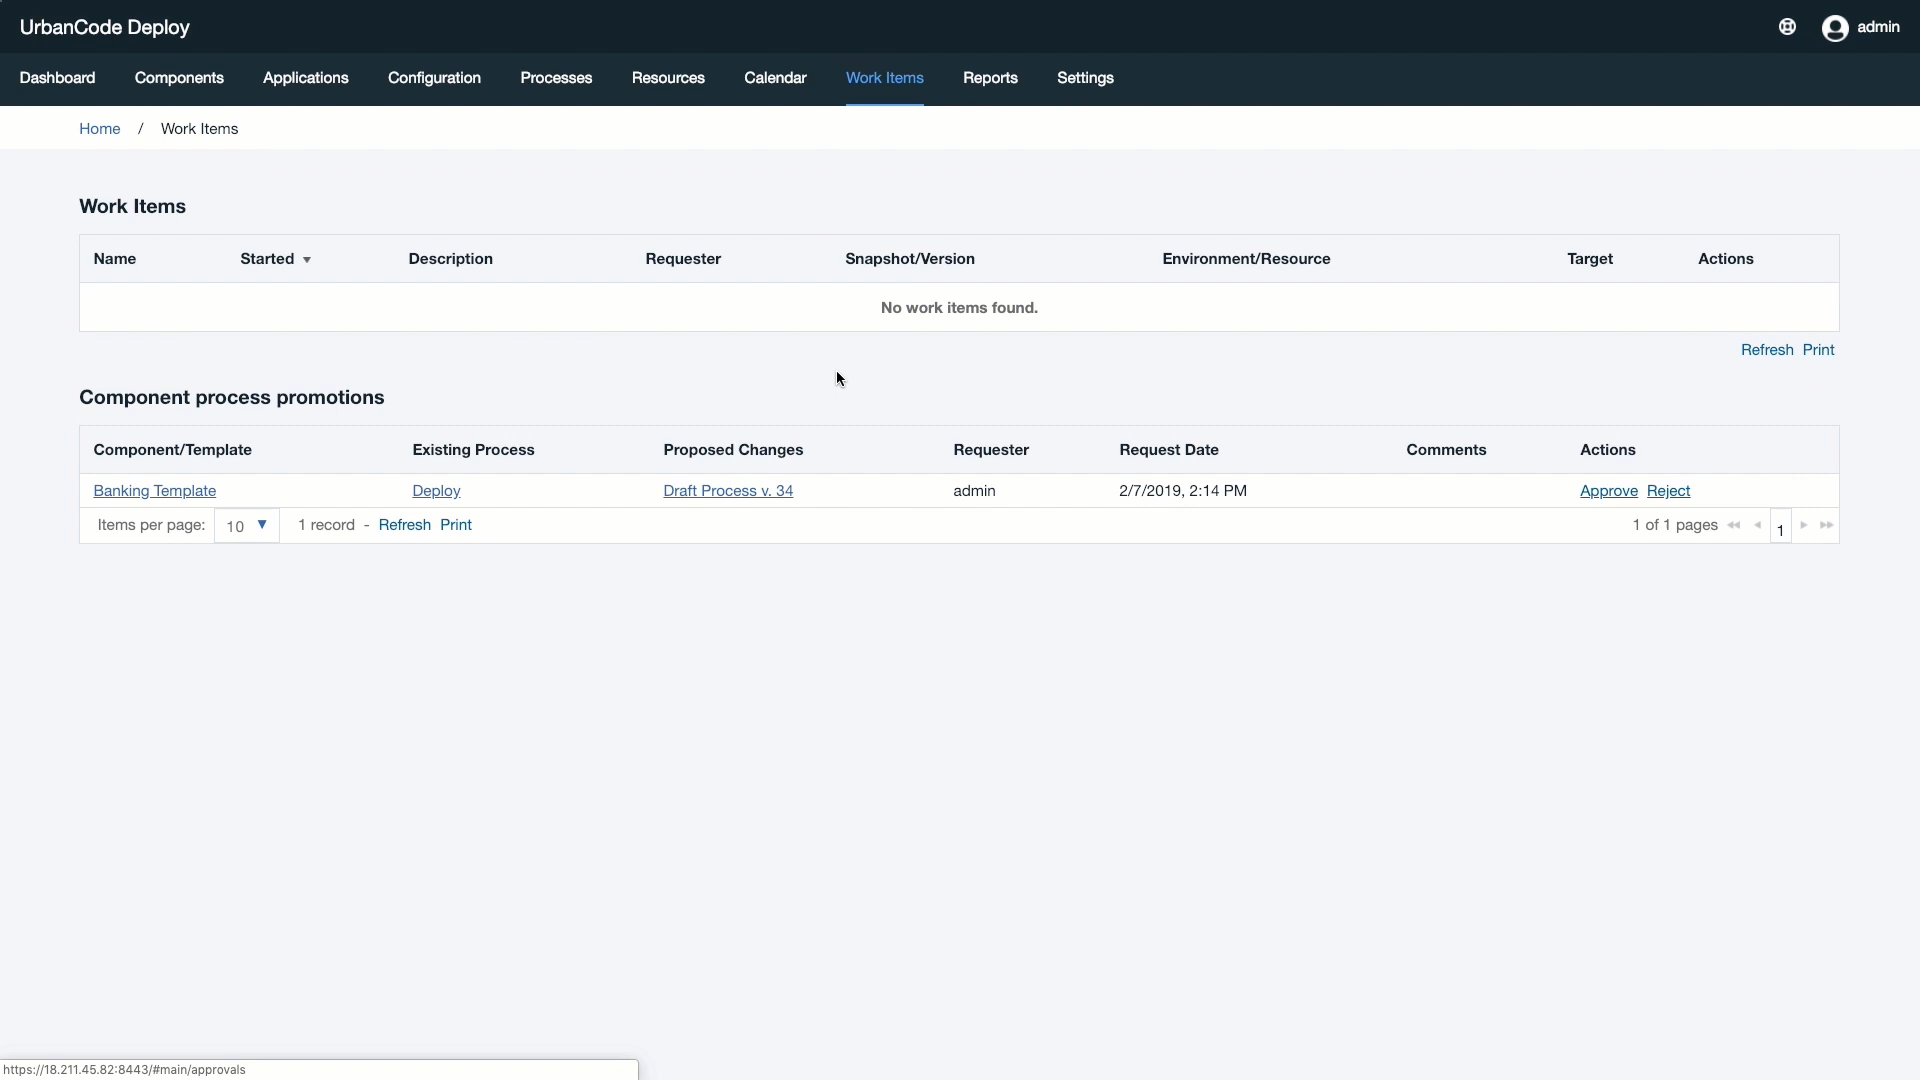 UrbanCode Deploy admin
Dashboard Components Applications Configuration Processes Resources Calendar Work Items Reports Settings
Home / Work Items
Work Items
Name Started Description Requester Snapshot/Version Environment/Resource Target Actions
No work items found.
Refresh Print
Component process promotions
Component/Template Existing Process Proposed Changes Requester Request Date Comments Actions
Banking Template Deploy Draft Process v. 34 admin 2/7/2019, 2:14 PM Approve Reject
Items per page: 10 1 record - Refresh Print 1 of 1 pages 1
https://18.211.45.82:8443/#main/approvals